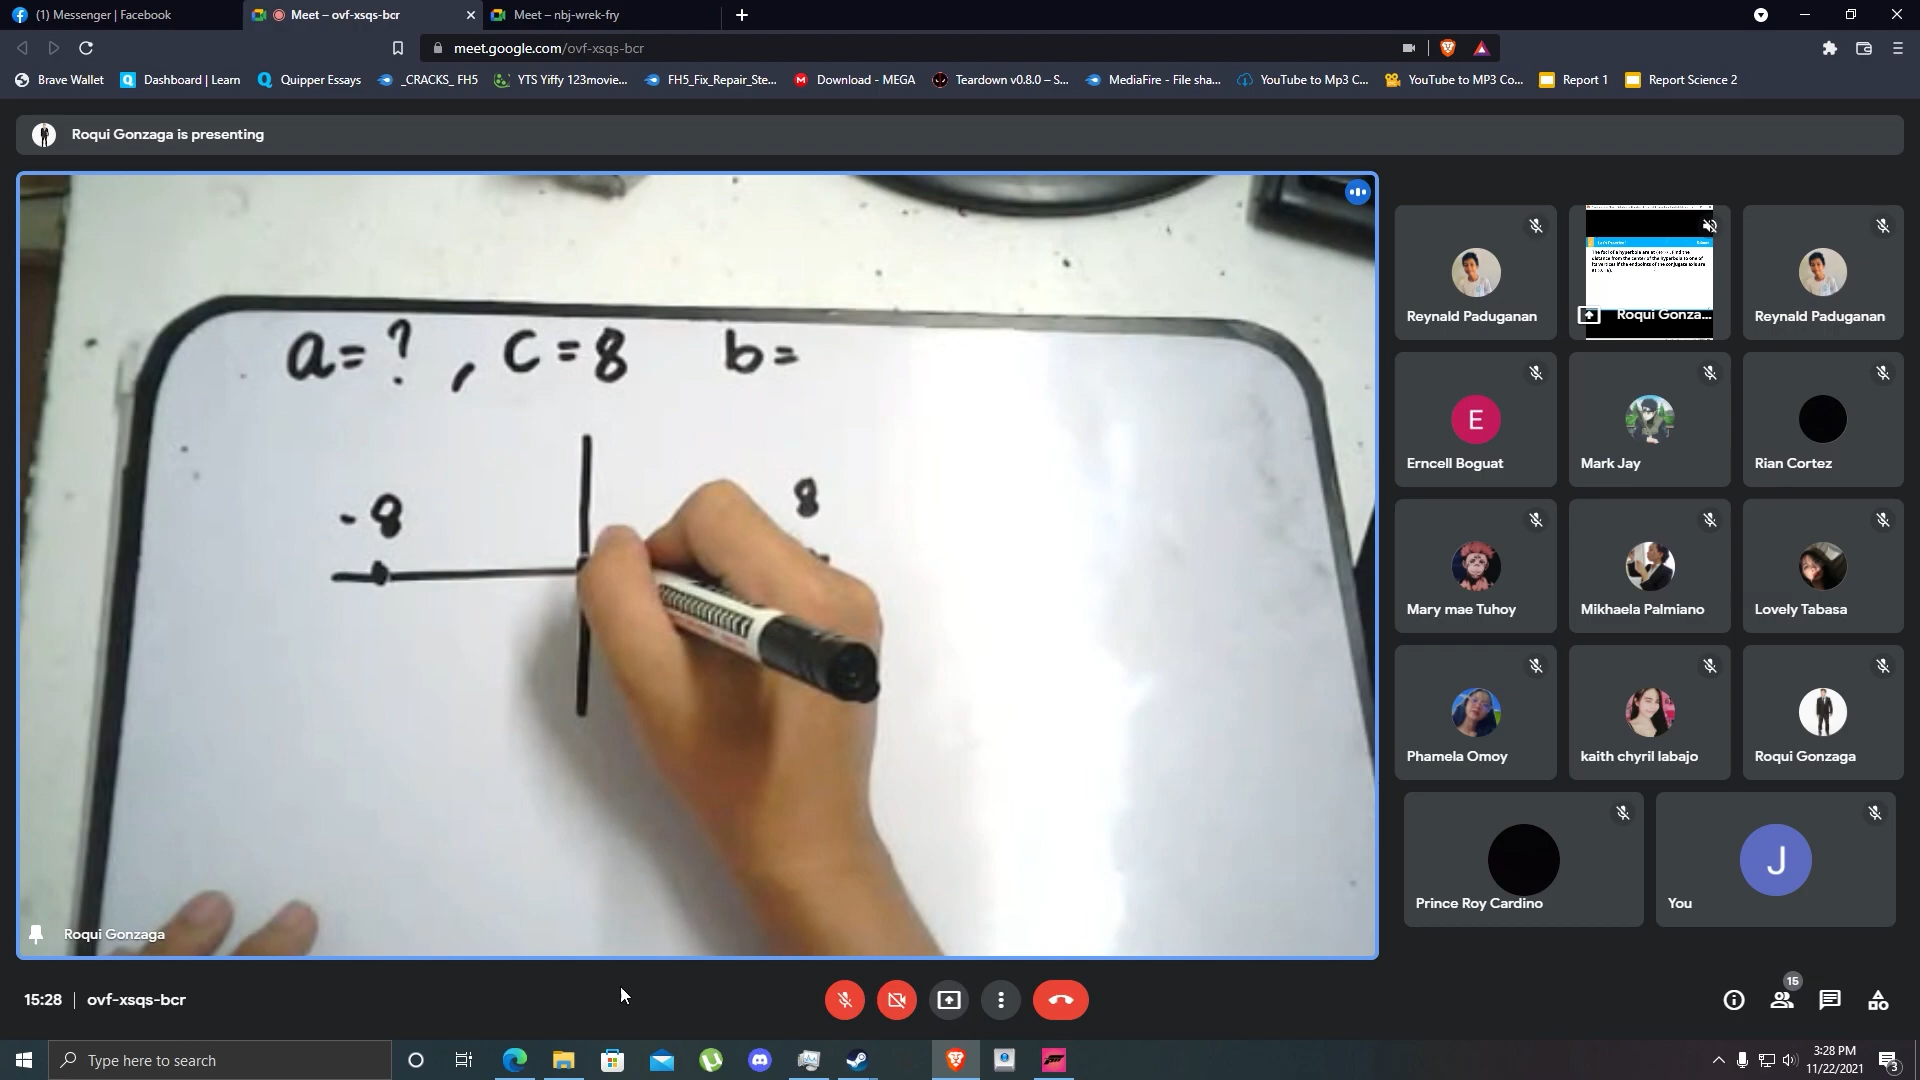 (1) Messenger | Facebook
Meet – ovf-xsqs-bcr
Meet – nbj-wrek-fry
meet.google.com/ovf-xsqs-bcr
Brave Wallet
Dashboard | Learn
Quipper Essays
_CRACKS_ FH5
YTS Yiffy 123movie...
FH5_Fix_Repair_Ste...
Download - MEGA
Teardown v0.8.0 – S...
MediaFire - File sha...
YouTube to Mp3 C...
YouTube to MP3 Co...
Report 1
Report Science 2
Roqui Gonzaga is presenting
a = ? , c = 8 b =
-8
8
Roqui Gonzaga
Reynald Paduganan
Roqui Gonza...
Reynald Paduganan
E
Erncell Boguat
Mark Jay
Rian Cortez
Mary mae Tuhoy
Mikhaela Palmiano
Lovely Tabasa
Phamela Omoy
kaith chyril labajo
Roqui Gonzaga
Prince Roy Cardino
J
You
15:28 | ovf-xsqs-bcr
15
Type here to search
3:28 PM
11/22/2021
3